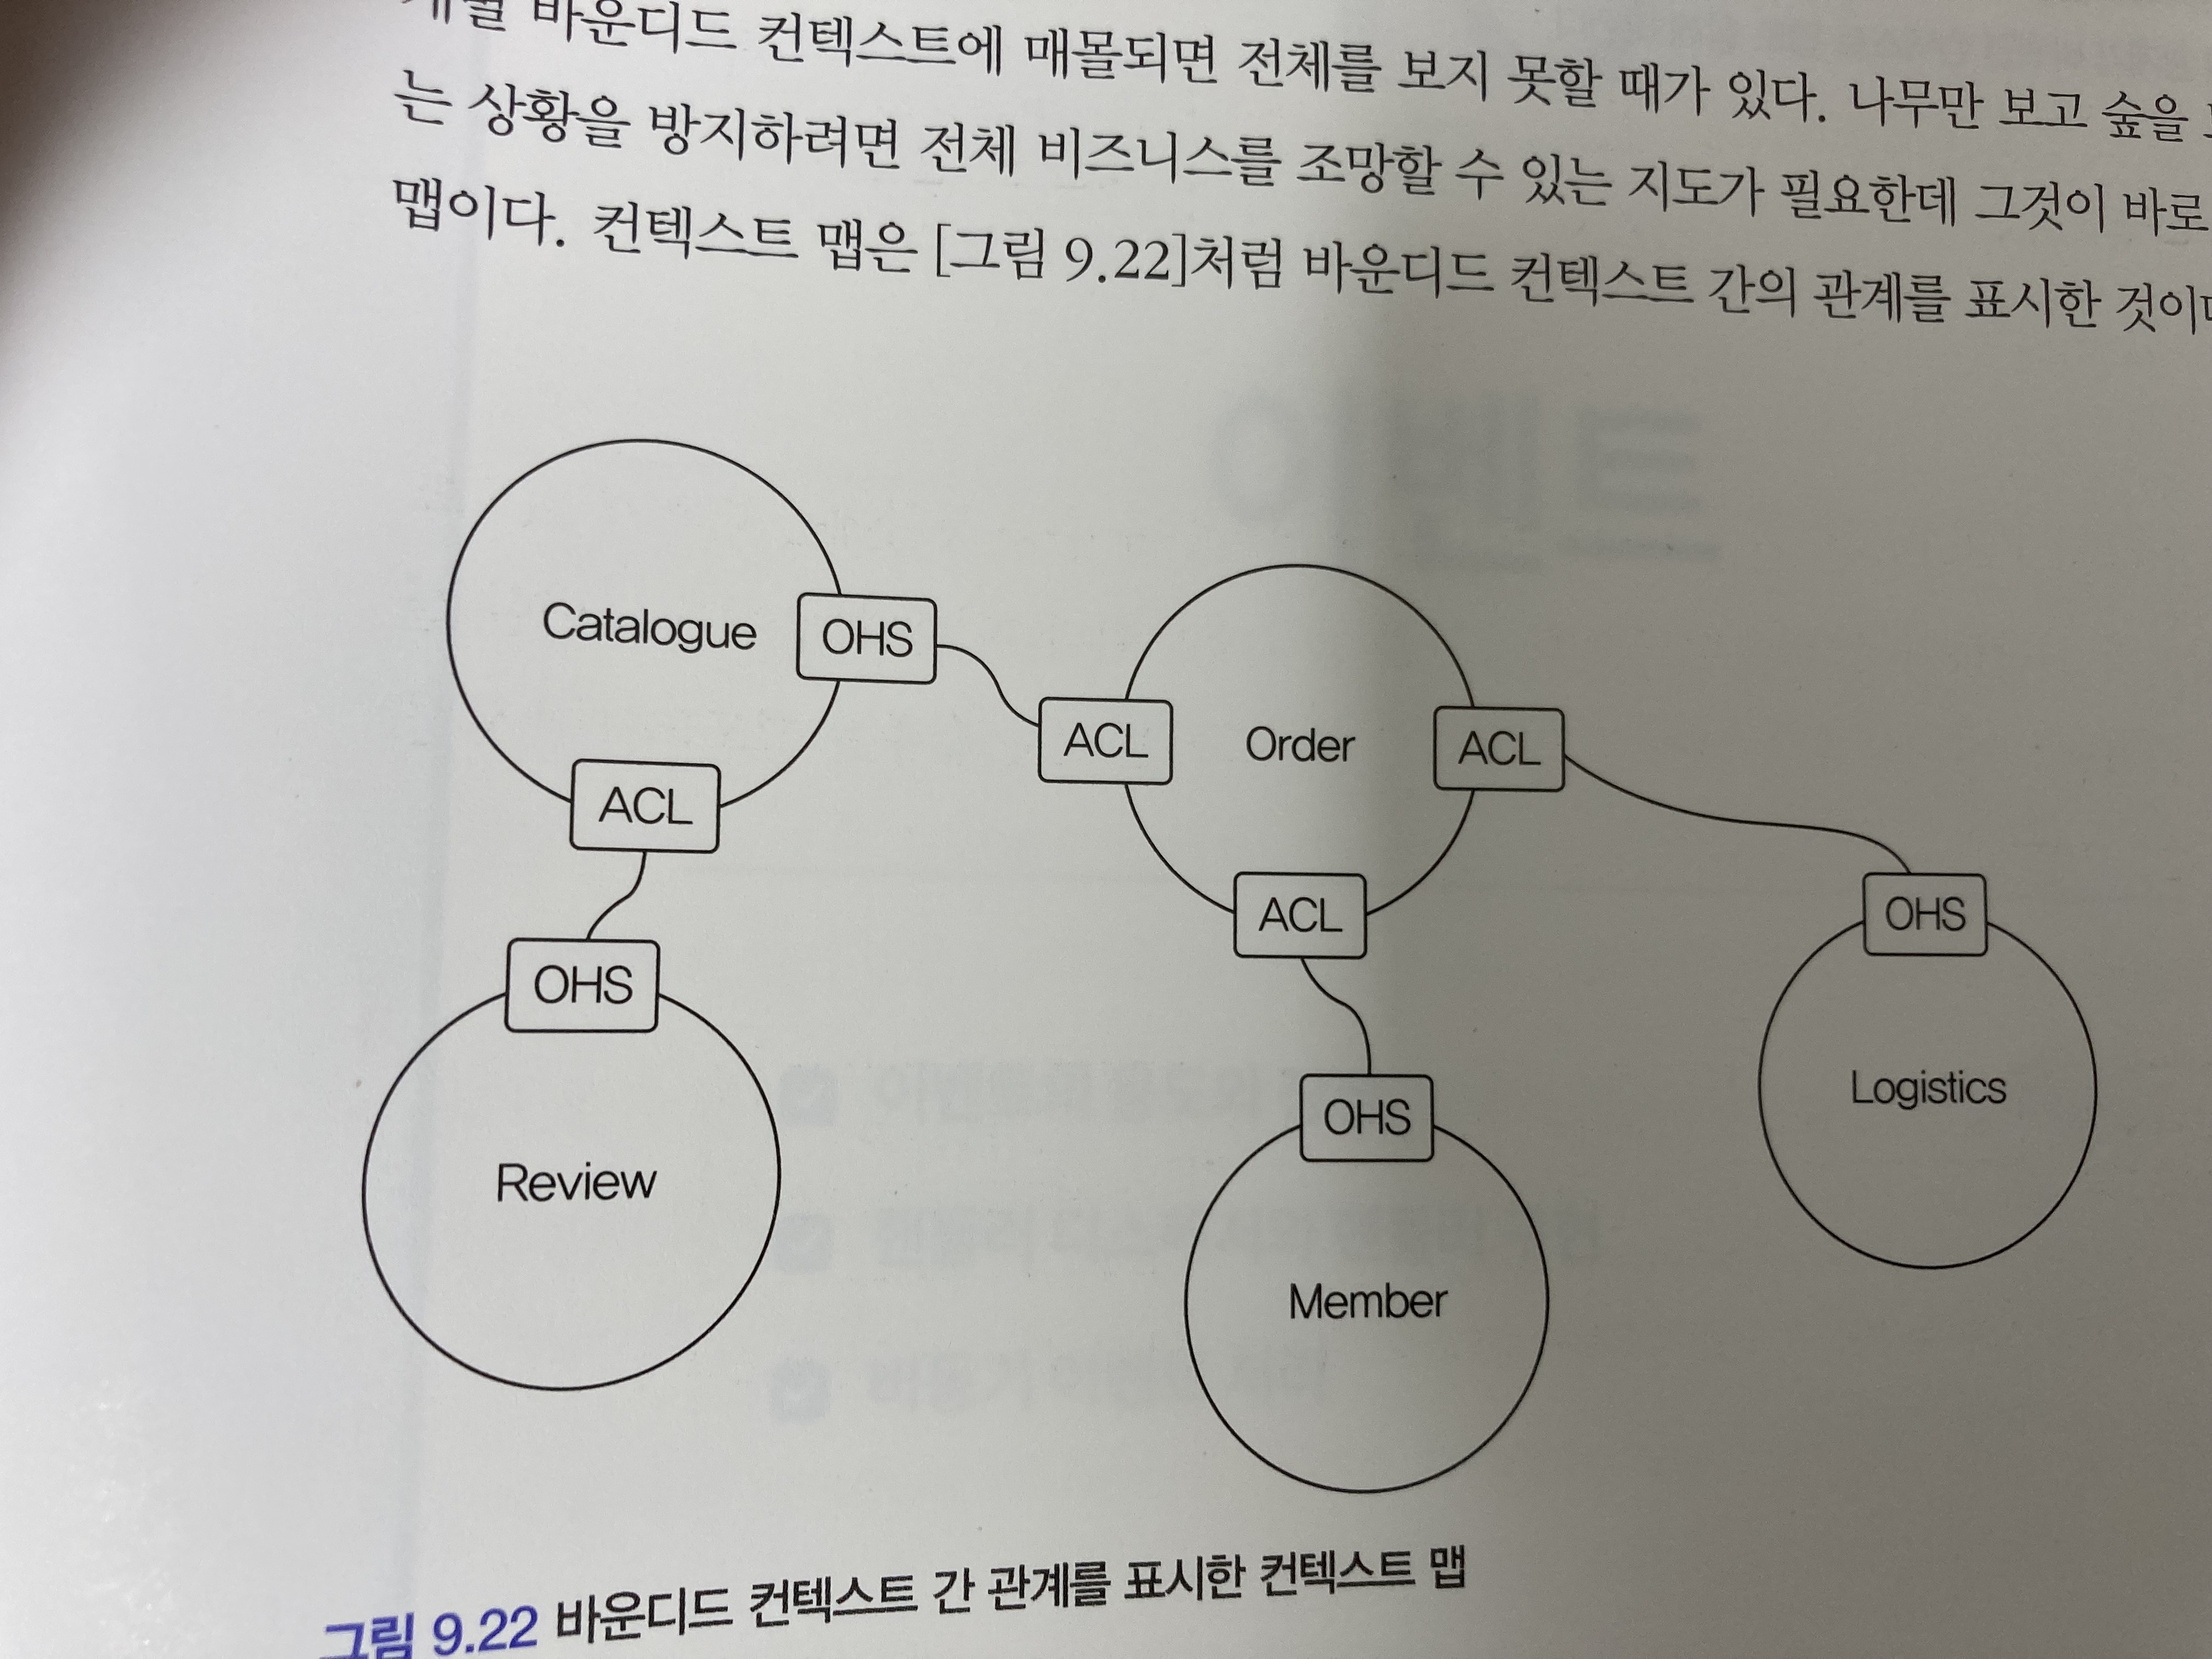 바운디드 컨텍스트에 매몰되면 전체를 보지 못할 때가 있다. 나무만 보고 숲을
는 상황을 방지하려면 전체 비즈니스를 조망할 수 있는 지도가 필요한데 그것이 바로
맵이다. 컨텍스트 맵은 [그림 9.22]처럼 바운디드 컨텍스트 간의 관계를 표시한 것이
Catalogue
OHS
ACL
Order
ACL
ACL
ACL
OHS
OHS
Logistics
OHS
Review
Member
그림 9.22 바운디드 컨텍스트 간 관계를 표시한 컨텍스트 맵